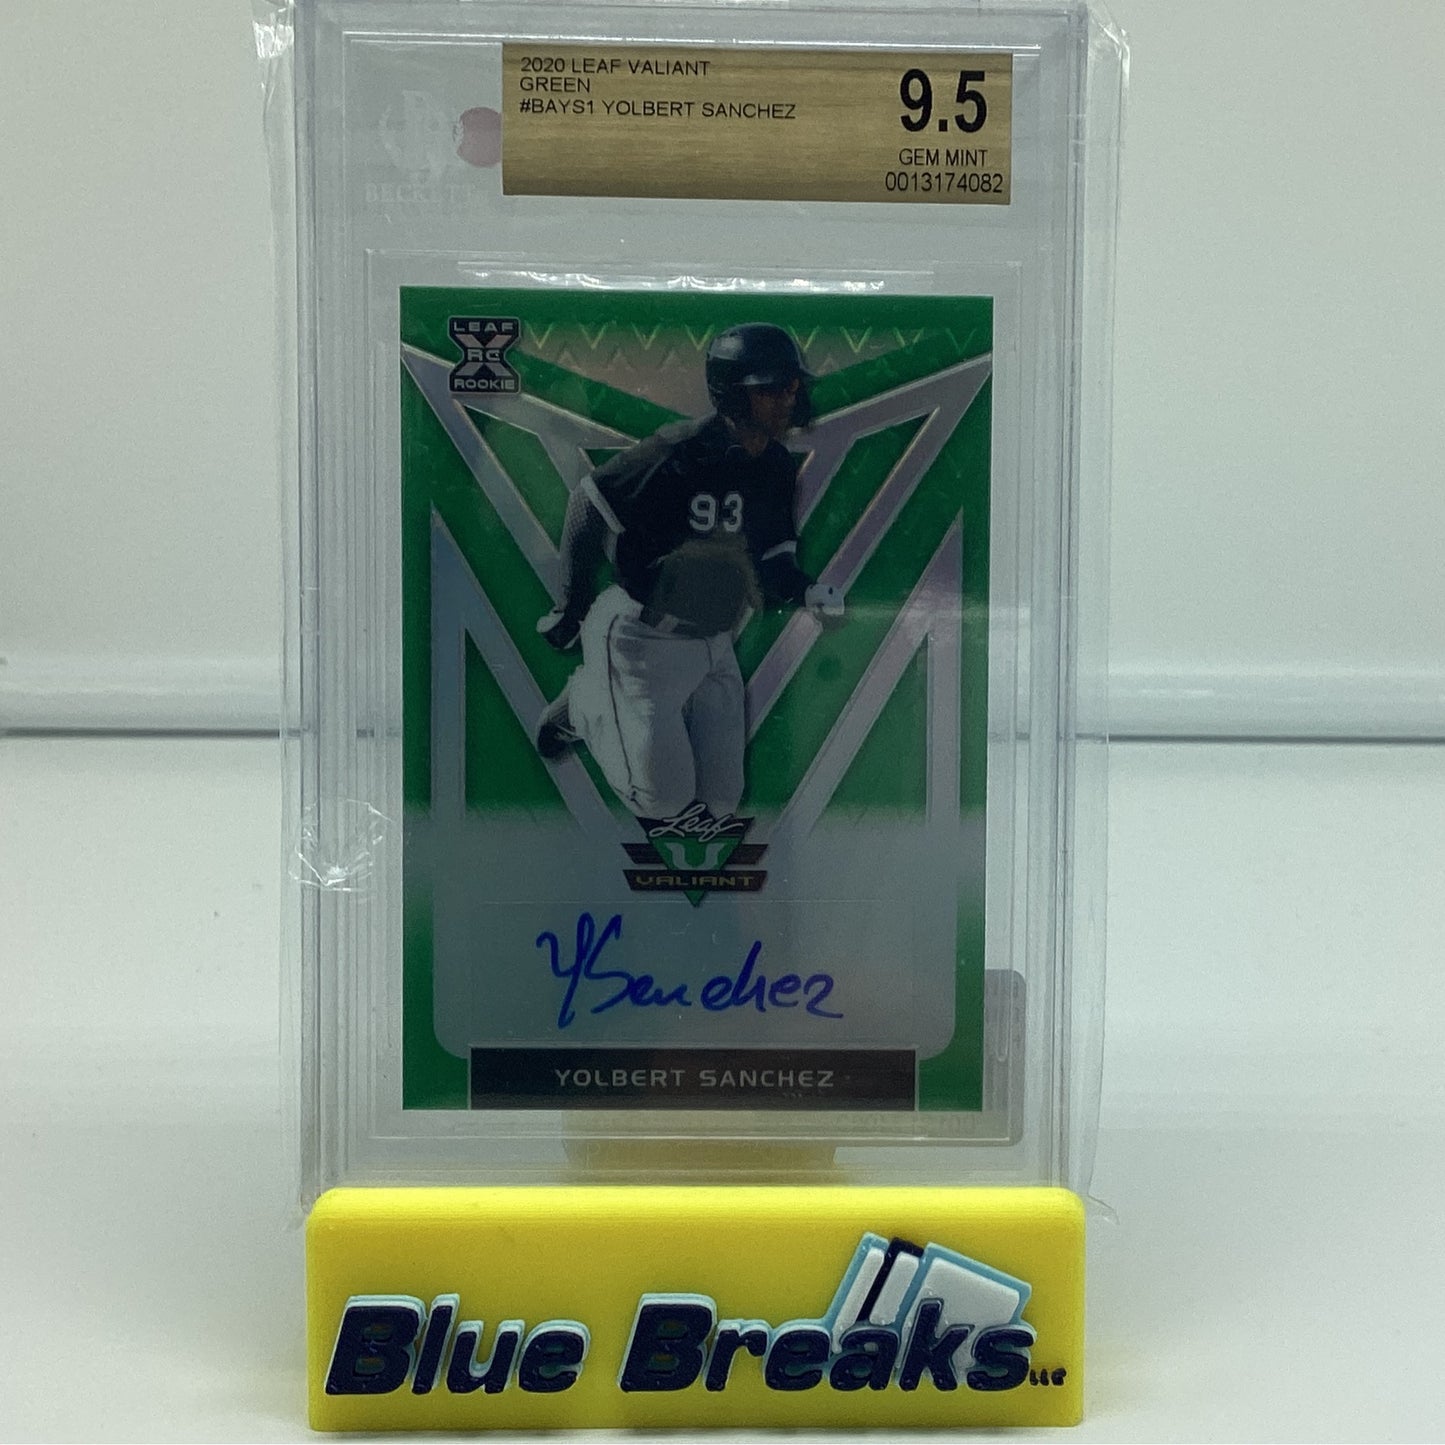 2020 LEAF VALIANT
GREEN
#BAYS1 YOLBERT SANCHEZ
9.5
GEM MINT
0013174082
BECKETT
LEAF
RC
ROOKIE
93
Leaf
VALIANT
YSanchez
YOLBERT SANCHEZ
Blue Breaks LLC